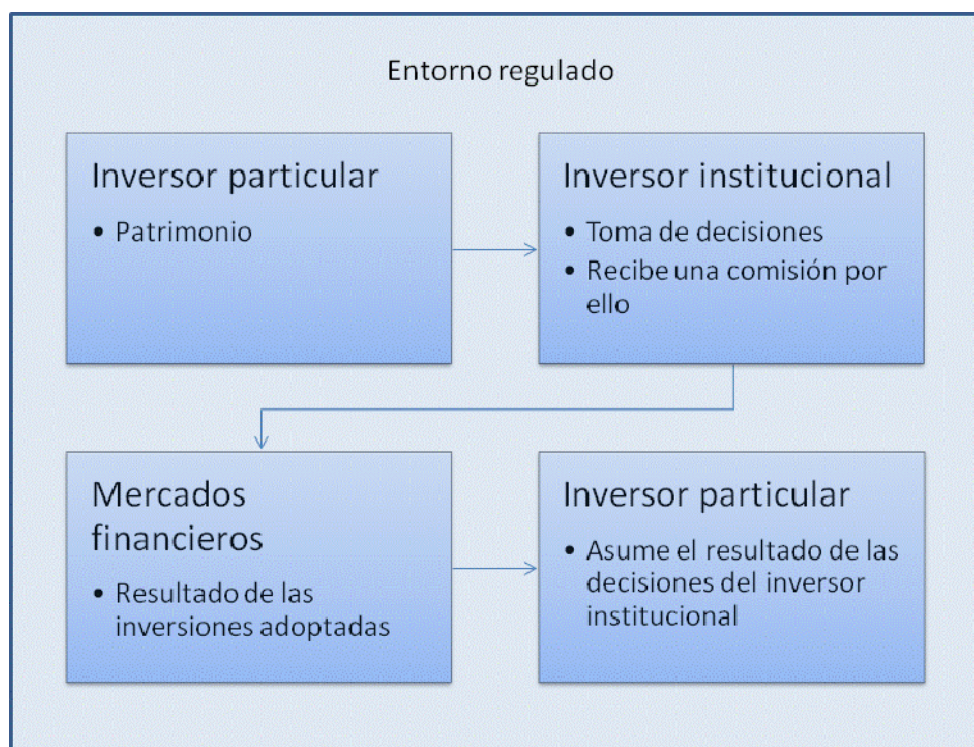 Entorno regulado
Inversor particular
• Patrimonio
Inversor institucional
• Toma de decisiones
• Recibe una comisión por
ello
Mercados
financieros
• Resultado de las
inversiones adoptadas
Inversor particular
• Asume el resultado de las
decisiones del inversor
institucional